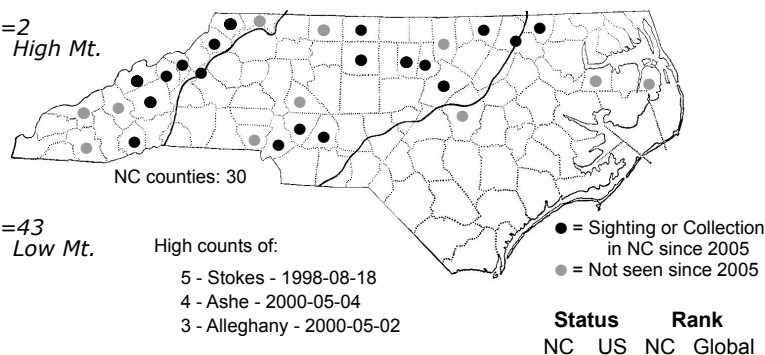 =2
High Mt.
NC counties: 30
=43
Low Mt.
High counts of:
5 - Stokes - 1998-08-18
4 - Ashe - 2000-05-04
3 - Alleghany - 2000-05-02
● = Sighting or Collection
in NC since 2005
● = Not seen since 2005
Status Rank
NC US NC Global